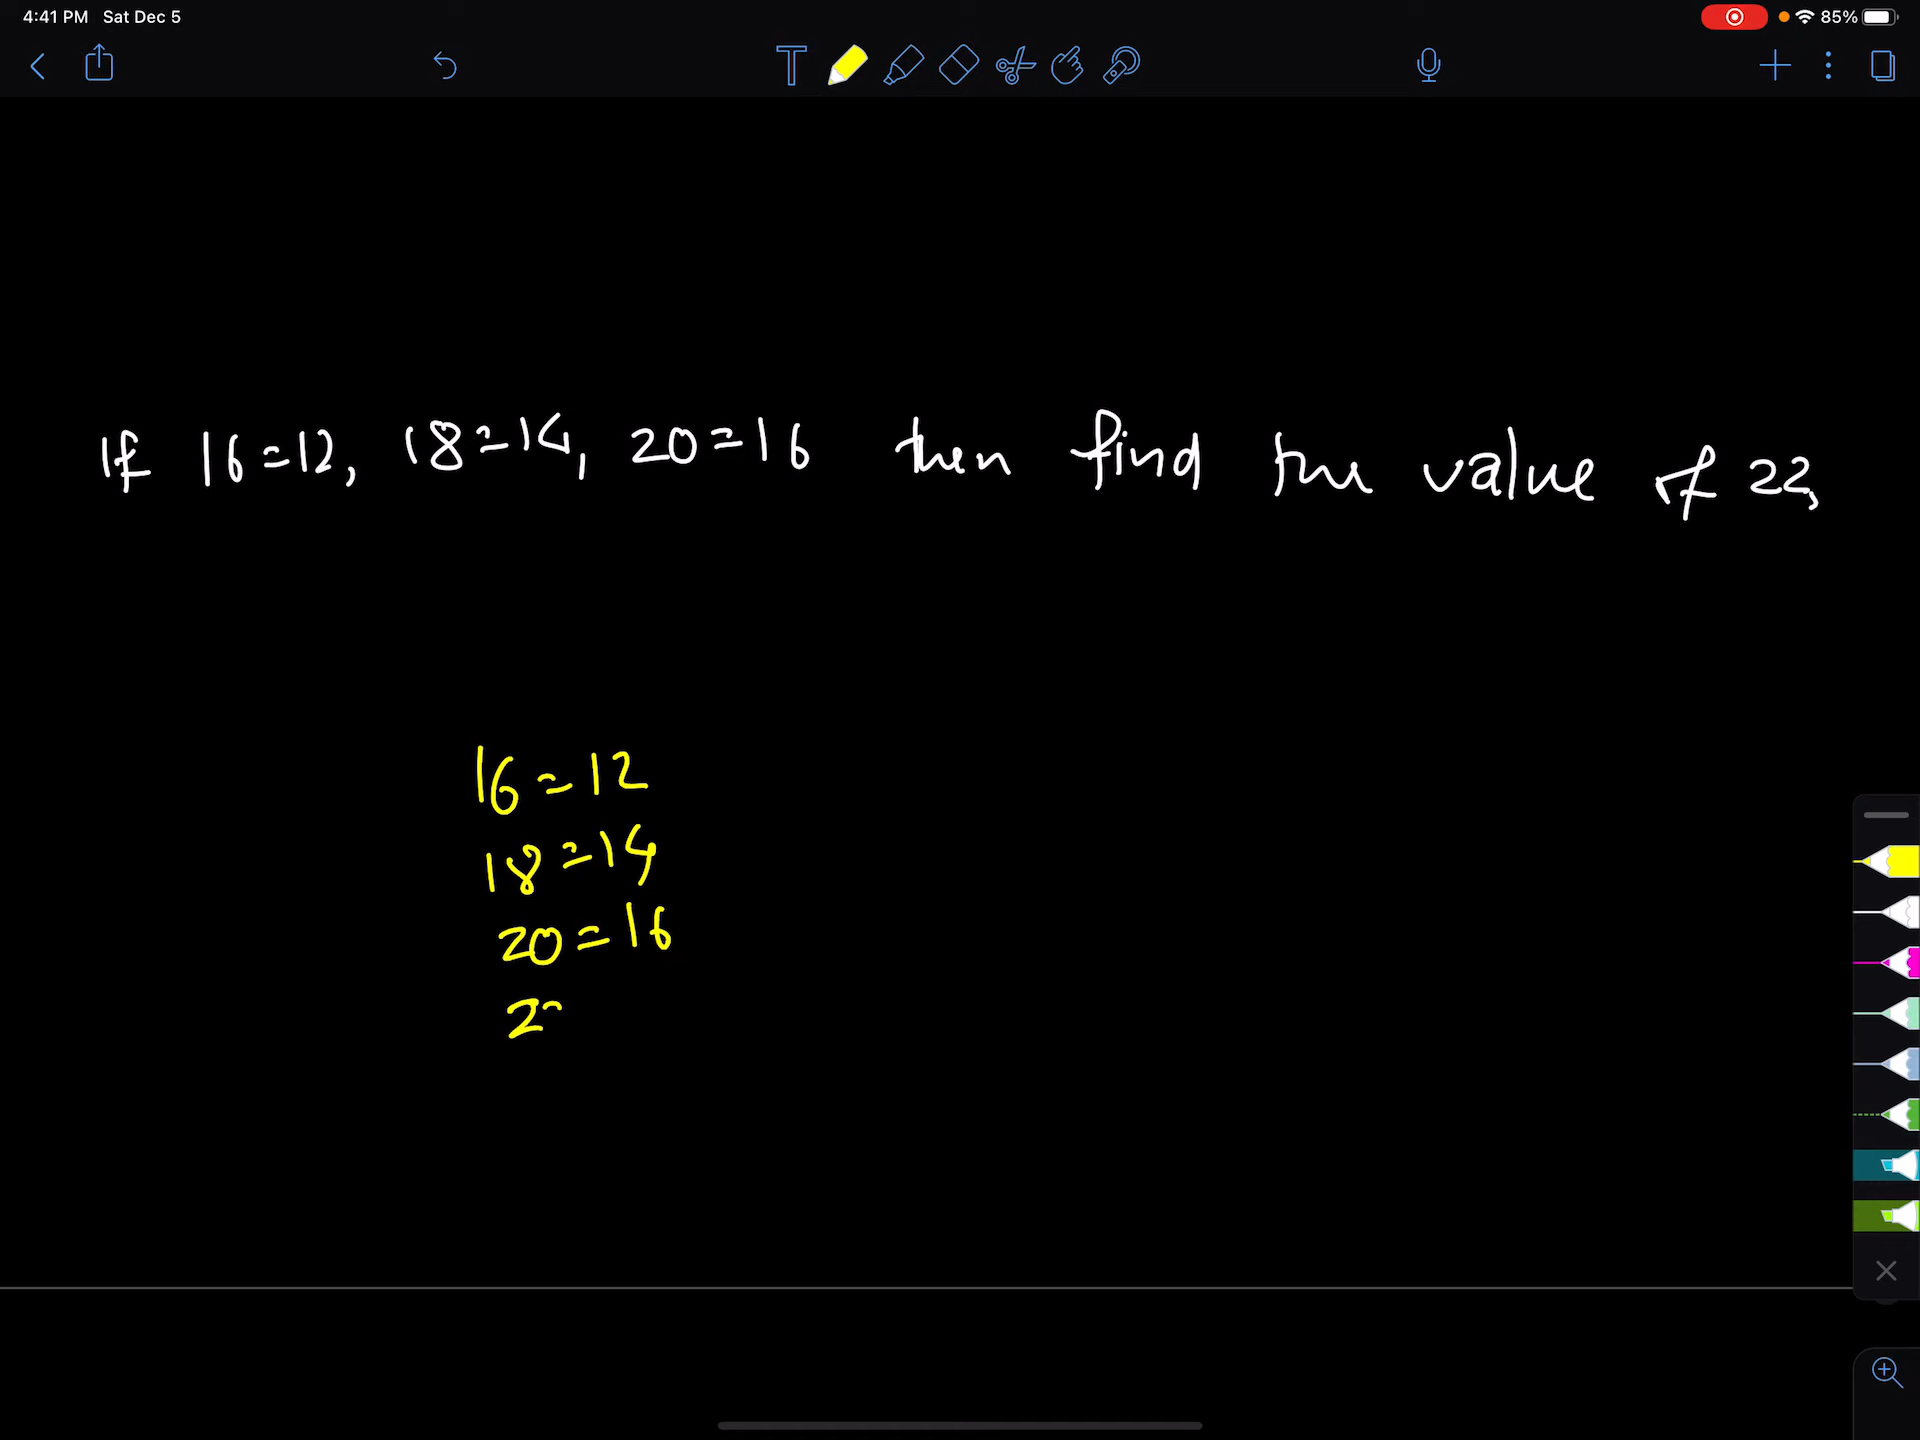 4:41 PM Sat Dec 5
85%
T
If 16=12, 18=14, 20=16 then find the value of 22,
16=12
18=14
20=16
2